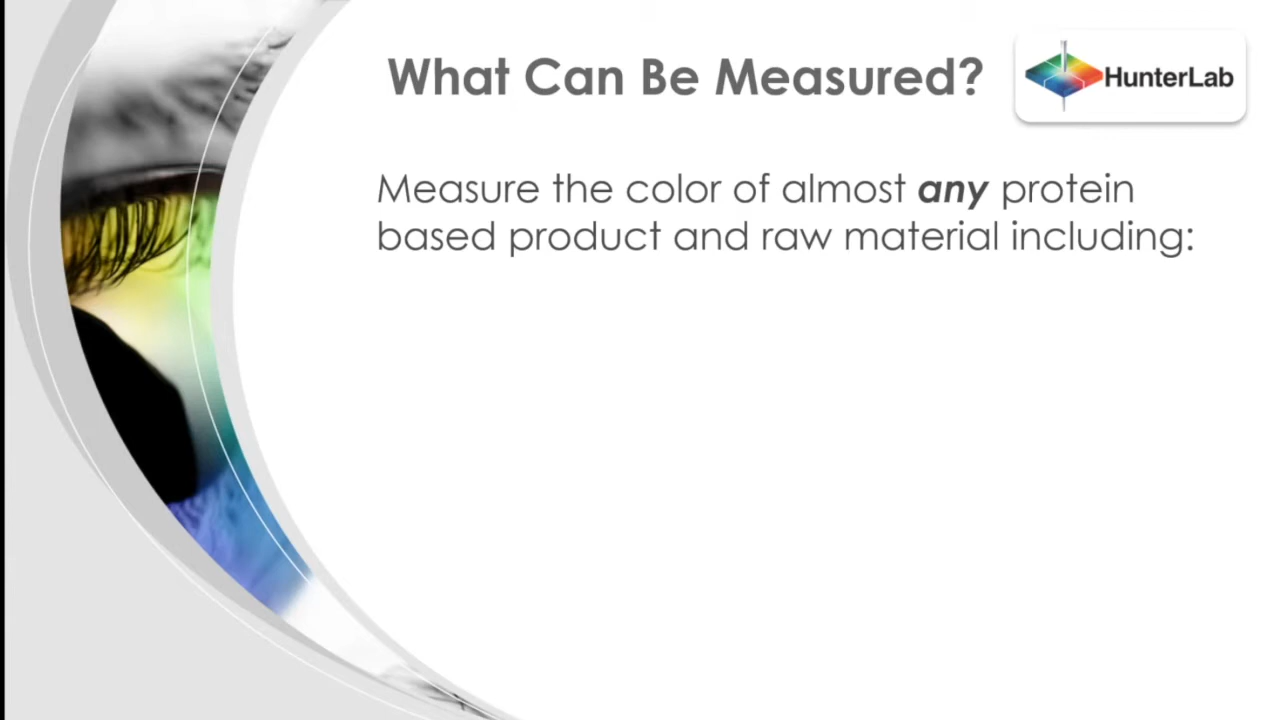 What Can Be Measured?
HunterLab
Measure the color of almost any protein
based product and raw material including: